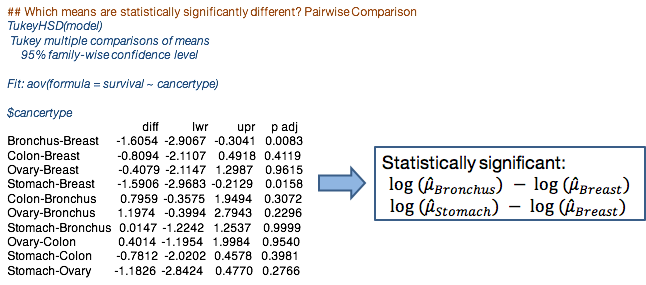 ## Which means are statistically significantly different? Pairwise Comparison
TukeyHSD(model)
Tukey multiple comparisons of means
95% family-wise confidence level
Fit: aov(formula = survival ~ cancertype)
$cancertype
diff lwr upr p adj
Bronchus-Breast -1.6054 -2.9067 -0.3041 0.0083
Colon-Breast -0.8094 -2.1107 0.4918 0.4119
Ovary-Breast -0.4079 -2.1147 1.2987 0.9615
Stomach-Breast -1.5906 -2.9683 -0.2129 0.0158
Colon-Bronchus 0.7959 -0.3575 1.9494 0.3072
Ovary-Bronchus 1.1974 -0.3994 2.7943 0.2296
Stomach-Bronchus 0.0147 -1.2242 1.2537 0.9999
Ovary-Colon 0.4014 -1.1954 1.9984 0.9540
Stomach-Colon -0.7812 -2.0202 0.4578 0.3981
Stomach-Ovary -1.1826 -2.8424 0.4770 0.2766
Statistically significant:
log (μ̂_Bronchus) − log (μ̂_Breast)
log (μ̂_Stomach) − log (μ̂_Breast)